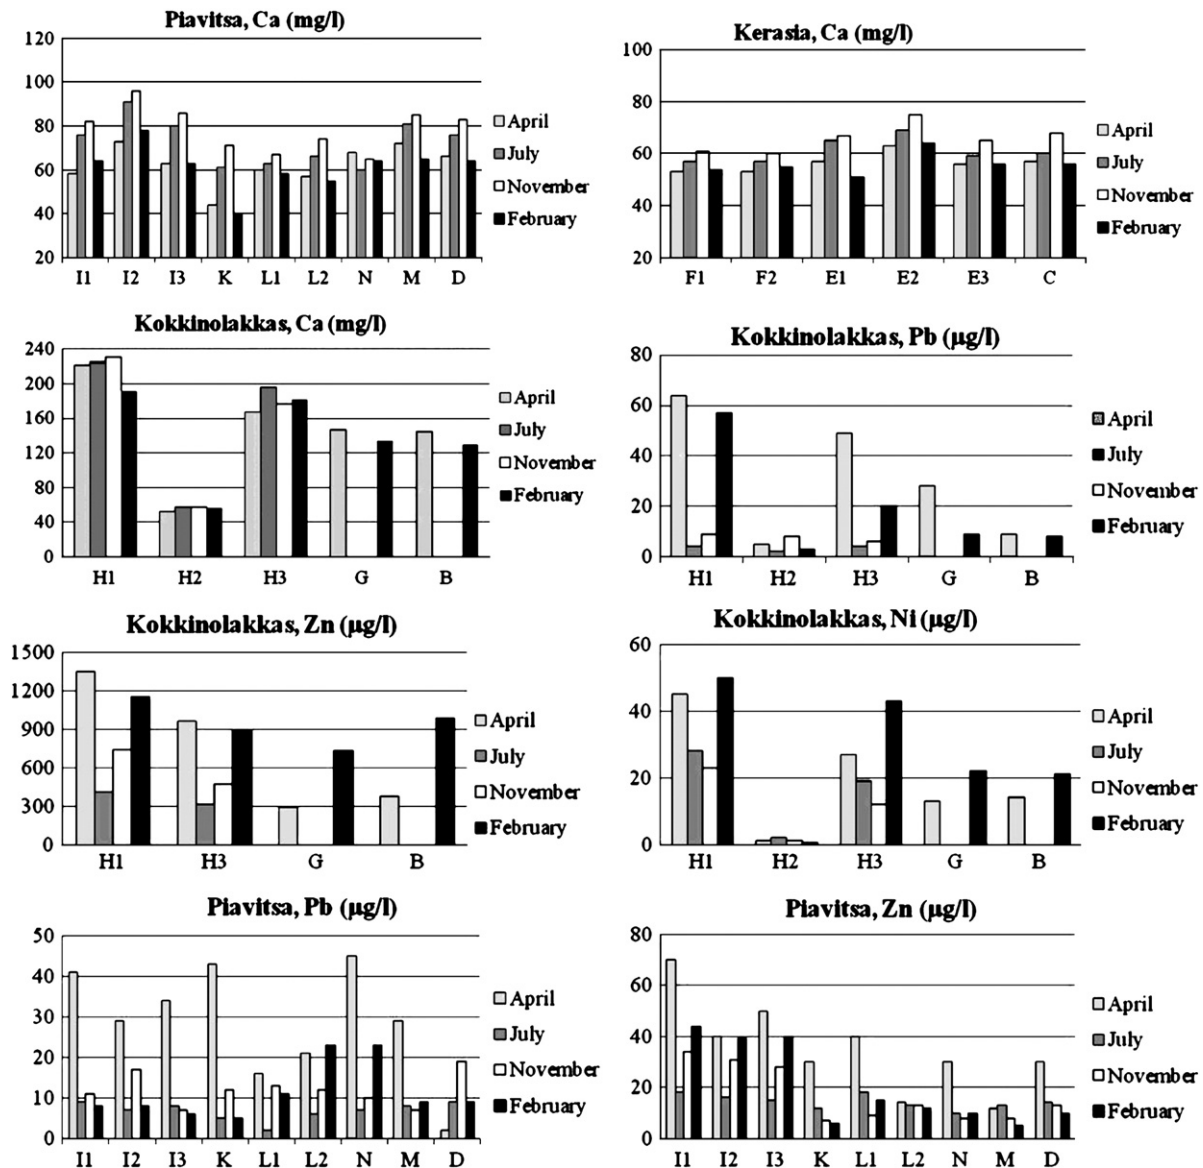 Piavitsa, Ca (mg/l)
120
100
80
60
40
20
I1 I2 I3 K L1 L2 N M D
April
July
November
February
Kerasia, Ca (mg/l)
100
80
60
40
20
F1 F2 E1 E2 E3 C
April
July
November
February
Kokkinolakkas, Ca (mg/l)
240
200
160
120
80
40
0
H1 H2 H3 G B
April
July
November
February
Kokkinolakkas, Pb (μg/l)
80
60
40
20
0
H1 H2 H3 G B
April
July
November
February
Kokkinolakkas, Zn (μg/l)
1500
1200
900
600
300
0
H1 H3 G B
April
July
November
February
Kokkinolakkas, Ni (μg/l)
60
40
20
0
H1 H2 H3 G B
April
July
November
February
Piavitsa, Pb (μg/l)
50
40
30
20
10
0
I1 I2 I3 K L1 L2 N M D
April
July
November
February
Piavitsa, Zn (μg/l)
80
60
40
20
0
I1 I2 I3 K L1 L2 N M D
April
July
November
February